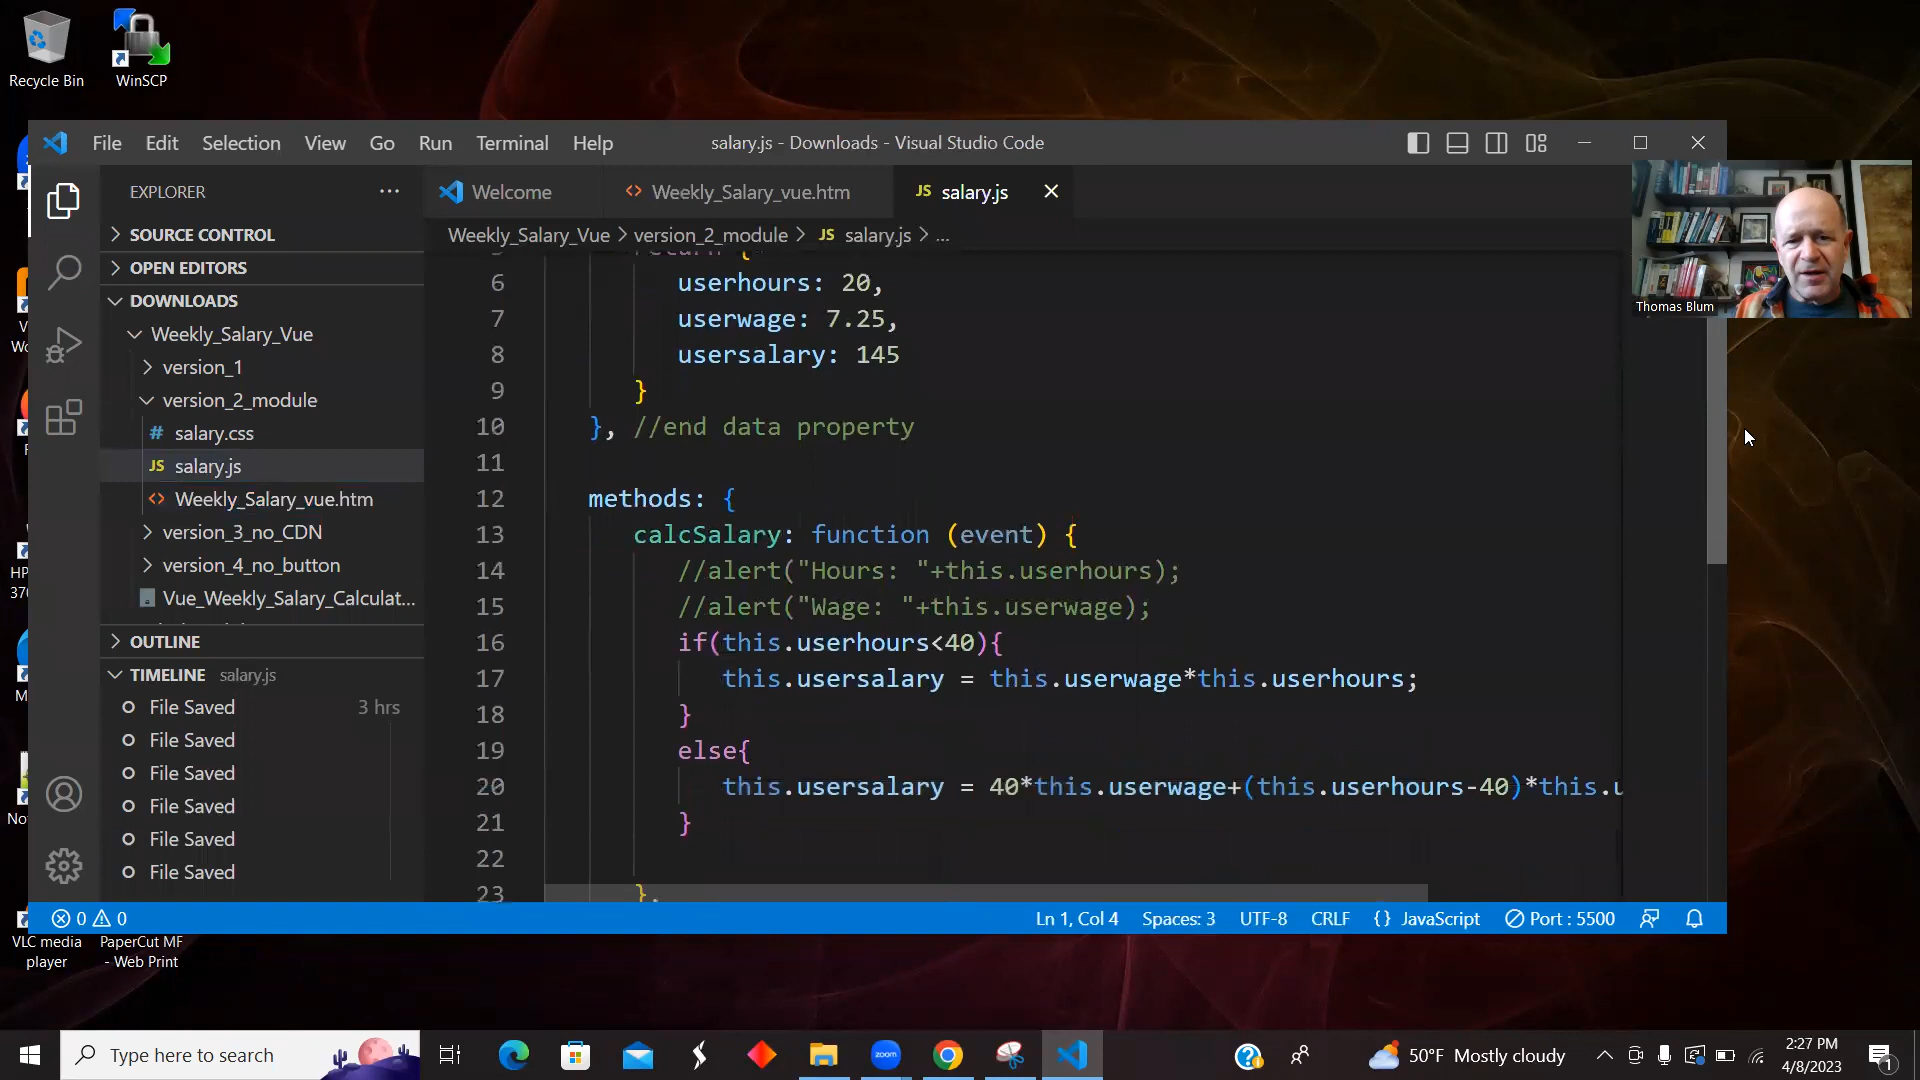 Recycle Bin
WinSCP
File Edit Selection View Go Run Terminal Help
salary.js - Downloads - Visual Studio Code
EXPLORER
SOURCE CONTROL
OPEN EDITORS
DOWNLOADS
Weekly_Salary_Vue
version_1
version_2_module
# salary.css
JS salary.js
<> Weekly_Salary_vue.htm
version_3_no_CDN
version_4_no_button
Vue_Weekly_Salary_Calculat...
OUTLINE
TIMELINE salary.js
File Saved 3 hrs
File Saved
File Saved
File Saved
File Saved
File Saved
Welcome
<> Weekly_Salary_vue.htm
JS salary.js
Weekly_Salary_Vue > version_2_module > JS salary.js > ...
return {
6 userhours: 20,
7 userwage: 7.25,
8 usersalary: 145
9 }
10 }, //end data property
11
12 methods: {
13 calcSalary: function (event) {
14 //alert("Hours: "+this.userhours);
15 //alert("Wage: "+this.userwage);
16 if(this.userhours<40){
17 this.usersalary = this.userwage*this.userhours;
18 }
19 else{
20 this.usersalary = 40*this.userwage+(this.userhours-40)*this.u
21 }
22
23 },
Thomas Blum
0 0
Ln 1, Col 4 Spaces: 3 UTF-8 CRLF {} JavaScript Port : 5500
VLC media player
PaperCut MF - Web Print
Type here to search
zoom
50°F Mostly cloudy
2:27 PM
4/8/2023
1